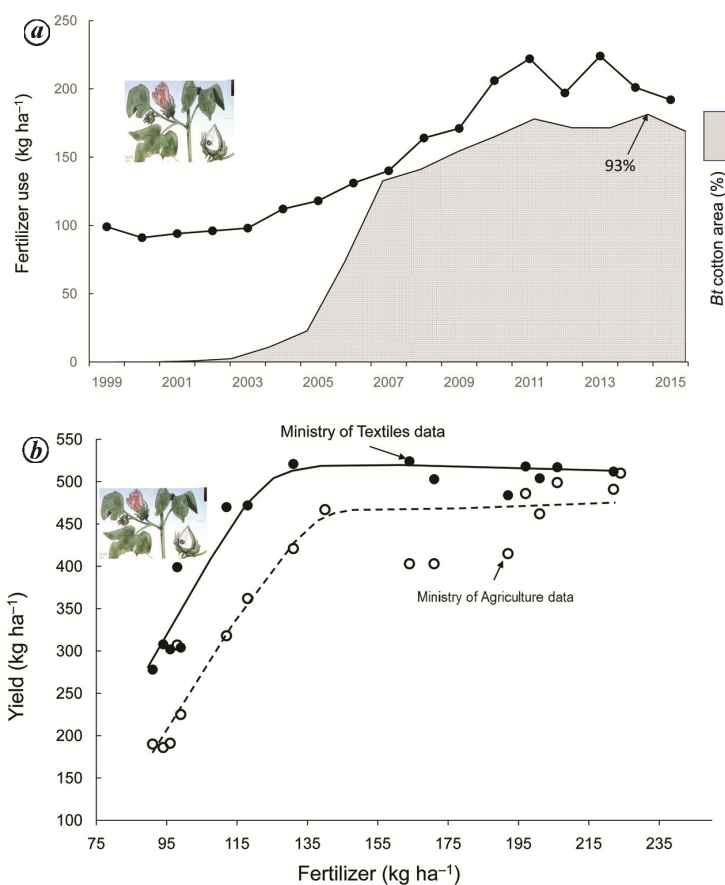 a
250
200
150
100
50
0
Fertilizer use (kg ha–1)
93%
Bt cotton area (%)
1999 2001 2003 2005 2007 2009 2011 2013 2015
b
550
500
450
400
350
300
250
200
150
100
Yield (kg ha–1)
Ministry of Textiles data
Ministry of Agriculture data
75 95 115 135 155 175 195 215 235
Fertilizer (kg ha–1)